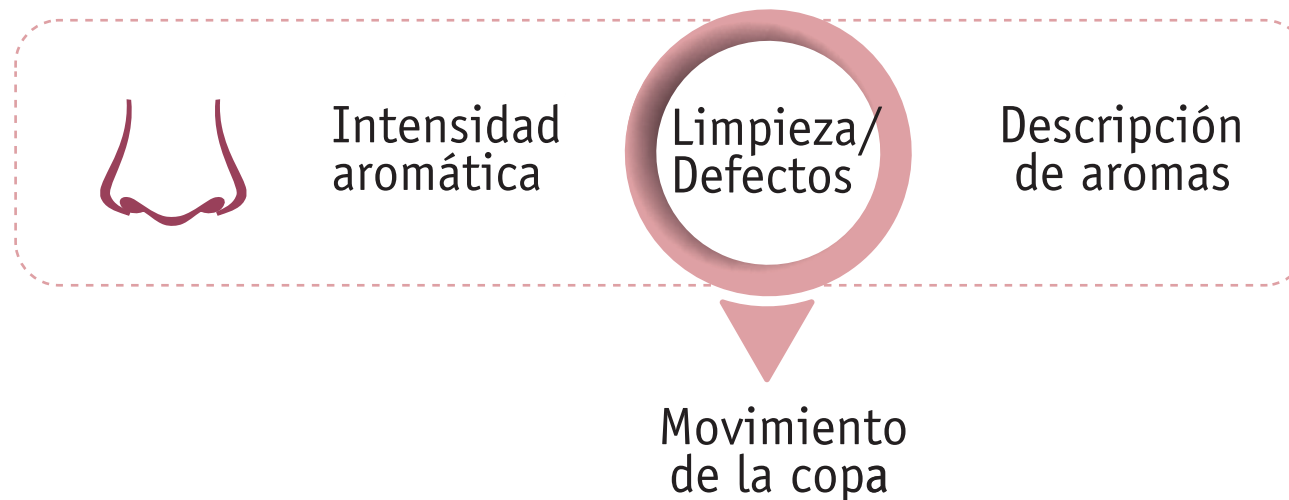 Intensidad
aromática
Limpieza/
Defectos
Descripción
de aromas
Movimiento
de la copa